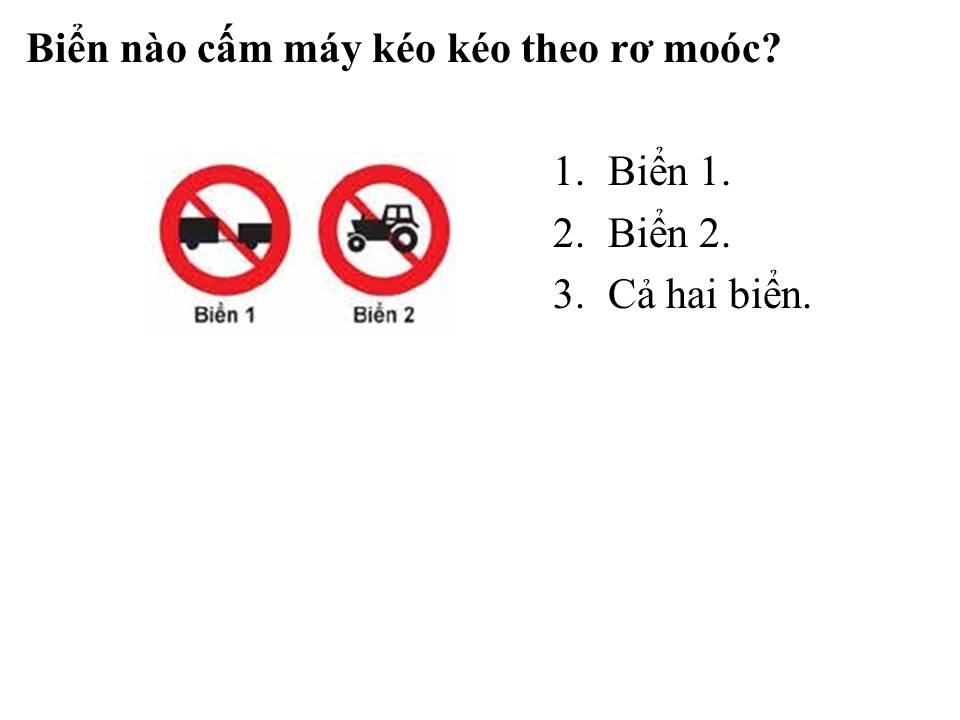 Biển nào cấm máy kéo kéo theo rơ moóc?
1. Biển 1.
2. Biển 2.
3. Cả hai biển.
Biển 1 Biển 2